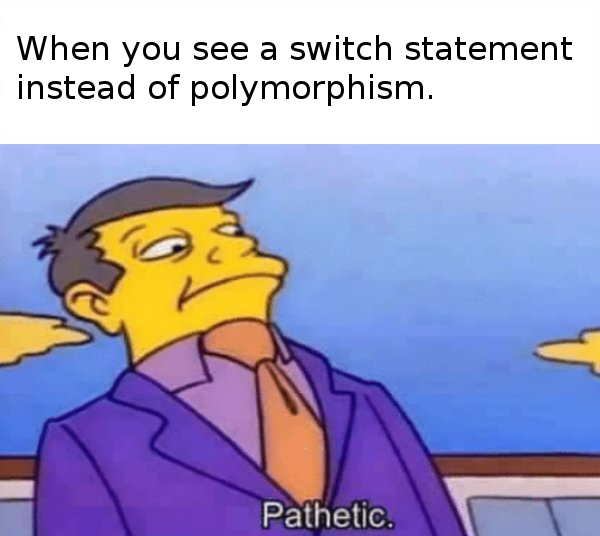 When you see a switch statement
instead of polymorphism.
Pathetic.